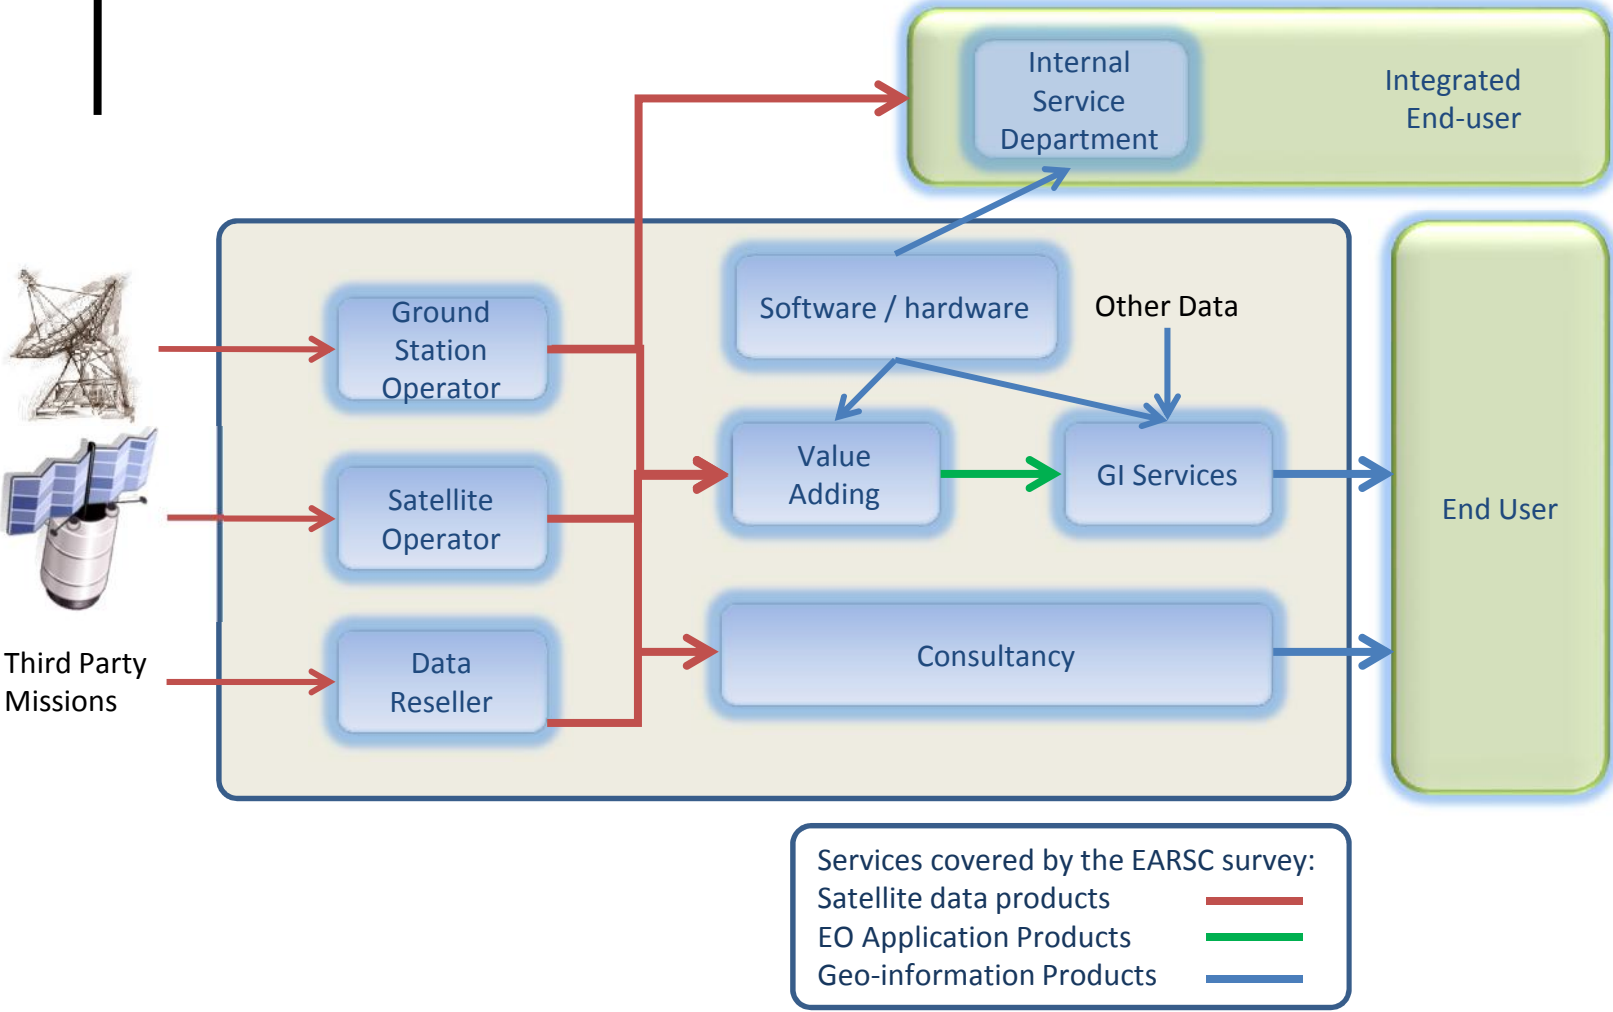 Internal
Service
Department
Integrated
End-user
Ground
Station
Operator
Software / hardware
Other Data
Value
Adding
GI Services
Satellite
Operator
End User
Third Party
Missions
Data
Reseller
Consultancy
Services covered by the EARSC survey:
Satellite data products
EO Application Products
Geo-information Products